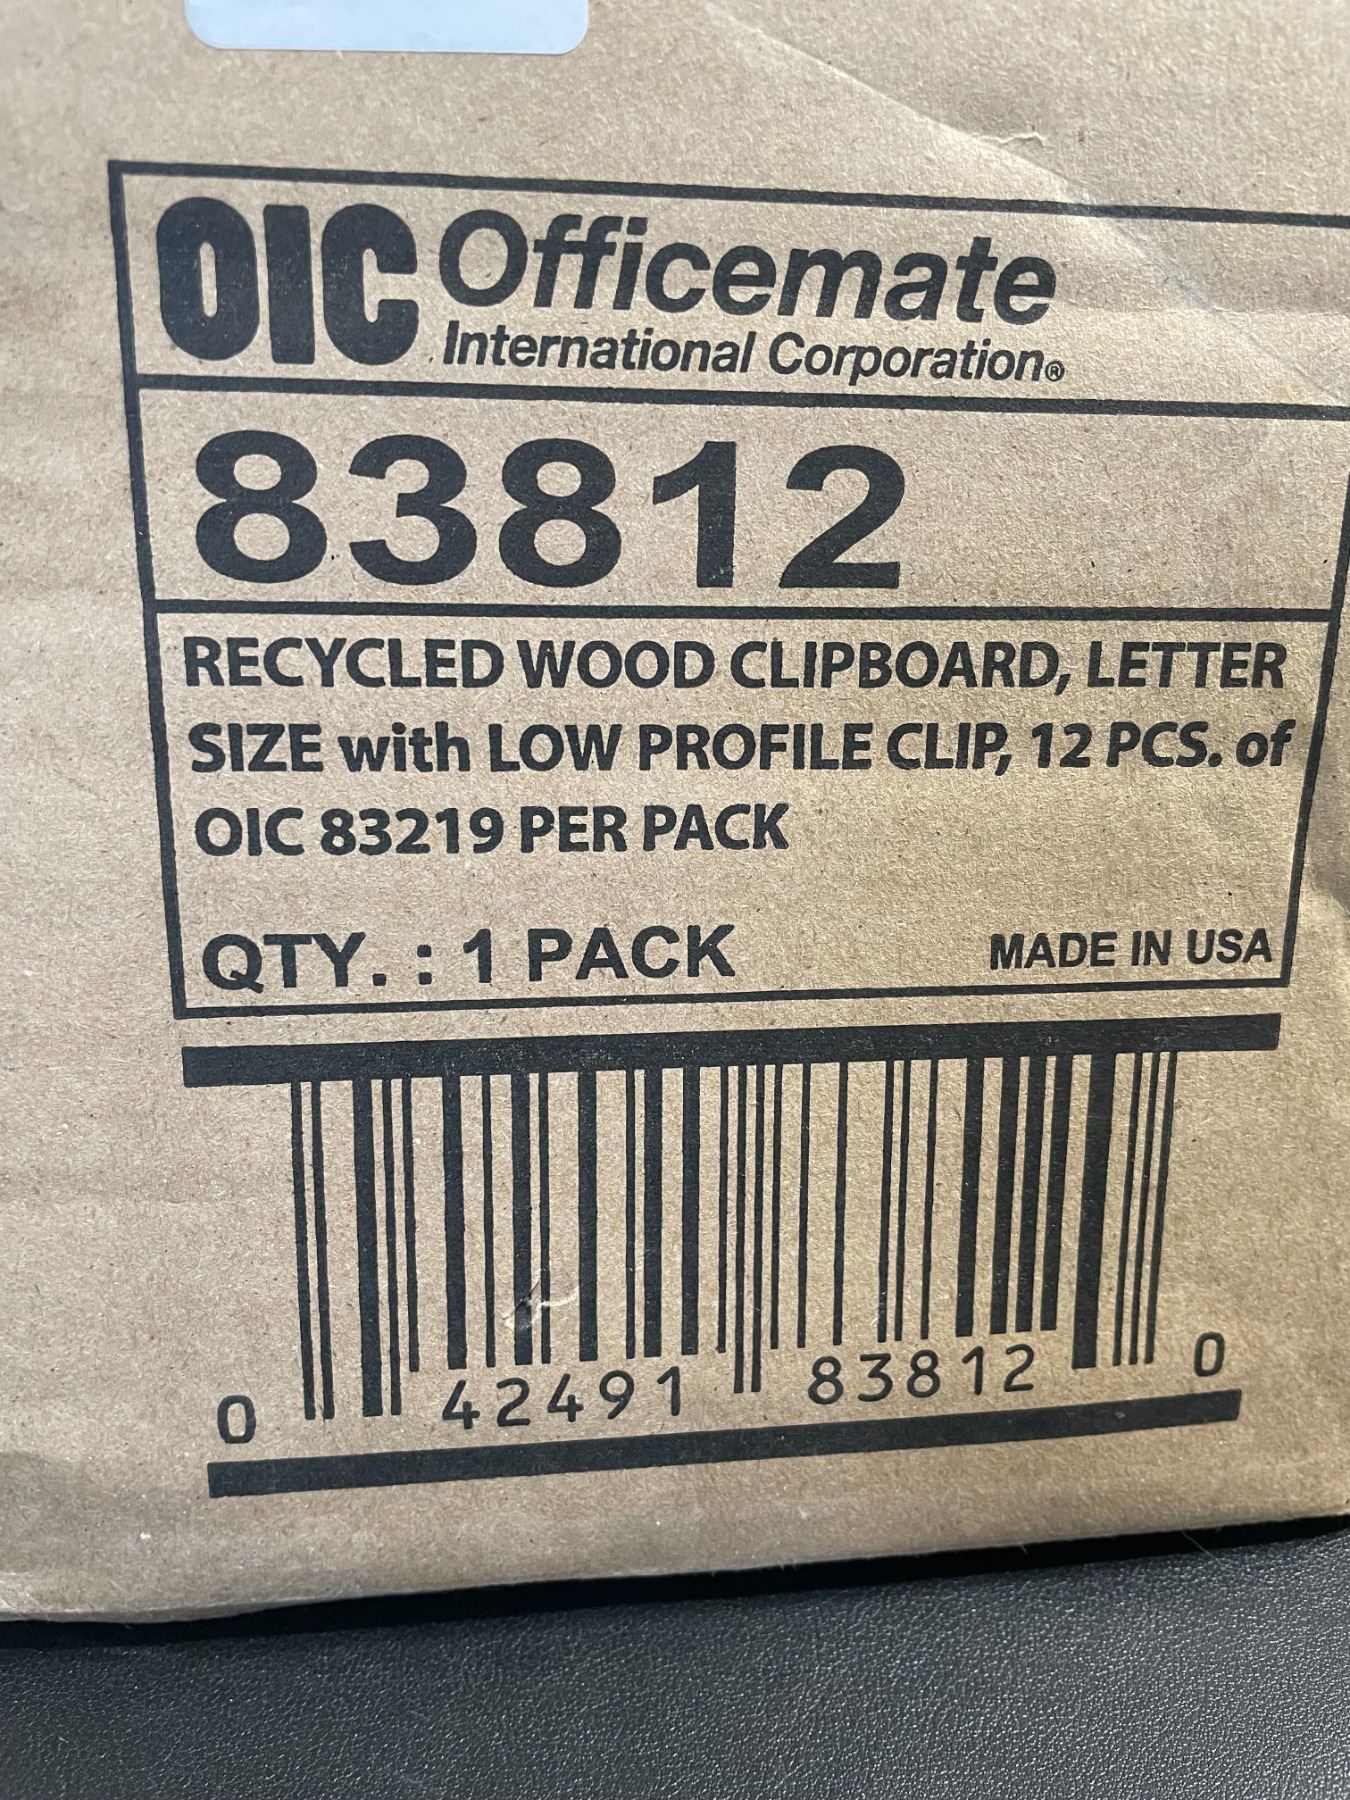 OIC Officemate
International Corporation®
83812
RECYCLED WOOD CLIPBOARD, LETTER
SIZE with LOW PROFILE CLIP, 12 PCS. of
OIC 83219 PER PACK
QTY. : 1 PACK MADE IN USA
0 42491 83812 0